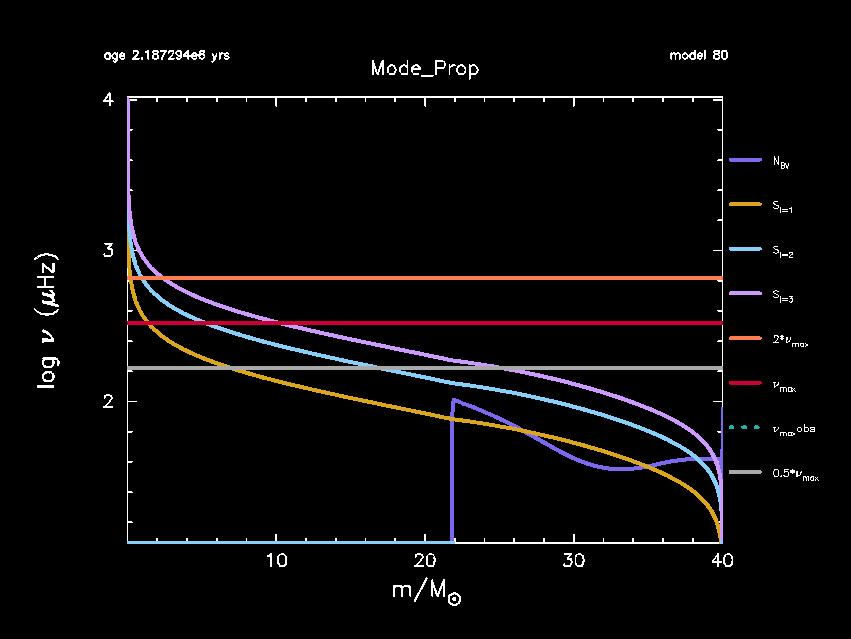 age 2.187294e6 yrs
model 80
Mode_Prop
4
3
2
log ν (μHz)
10
20
30
40
m/M☉
N_BV
S_l=1
S_l=2
S_l=3
2*ν_max
ν_max
ν_max obs
0.5*ν_max